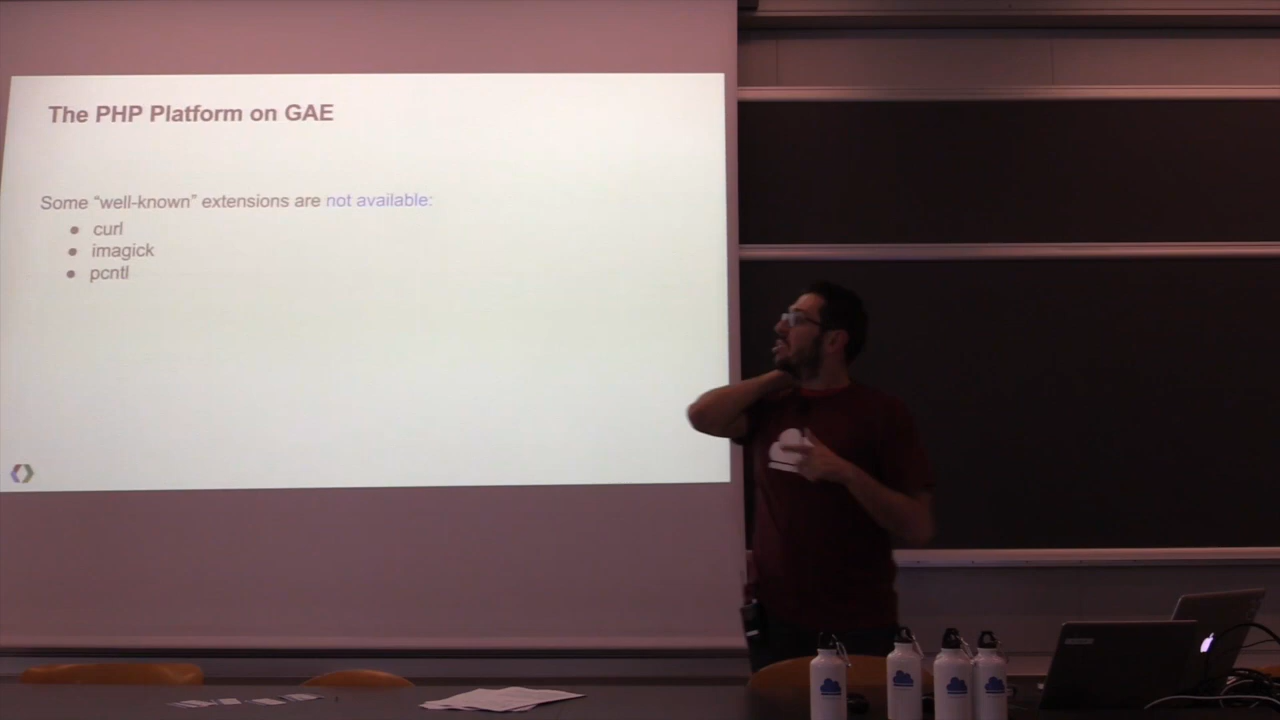 The PHP Platform on GAE
Some “well-known” extensions are not available:
● curl
● imagick
● pcntl